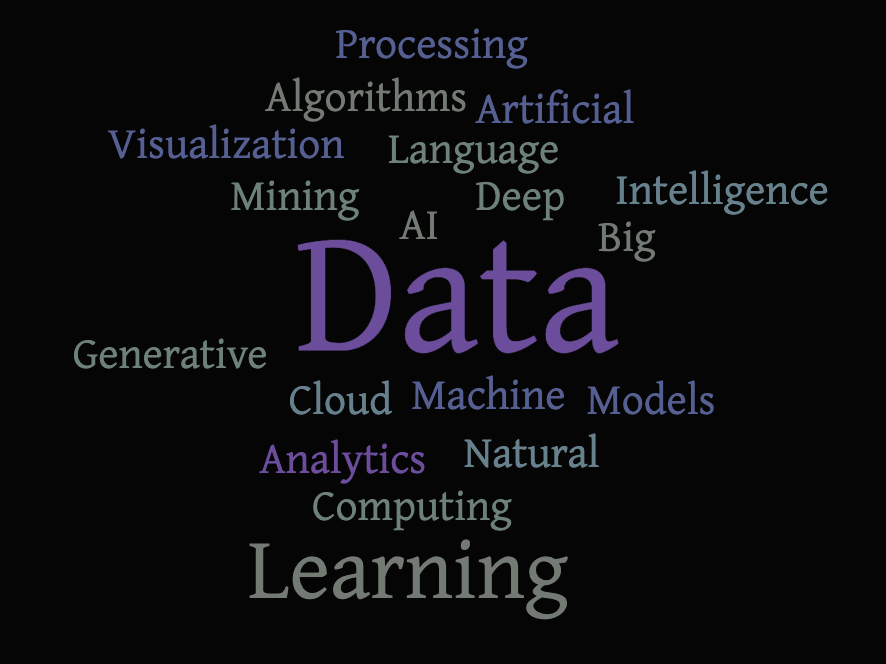 Processing
Algorithms Artificial
Visualization Language
Mining Deep Intelligence
AI Big
Data
Generative
Cloud Machine Models
Analytics Natural
Computing
Learning